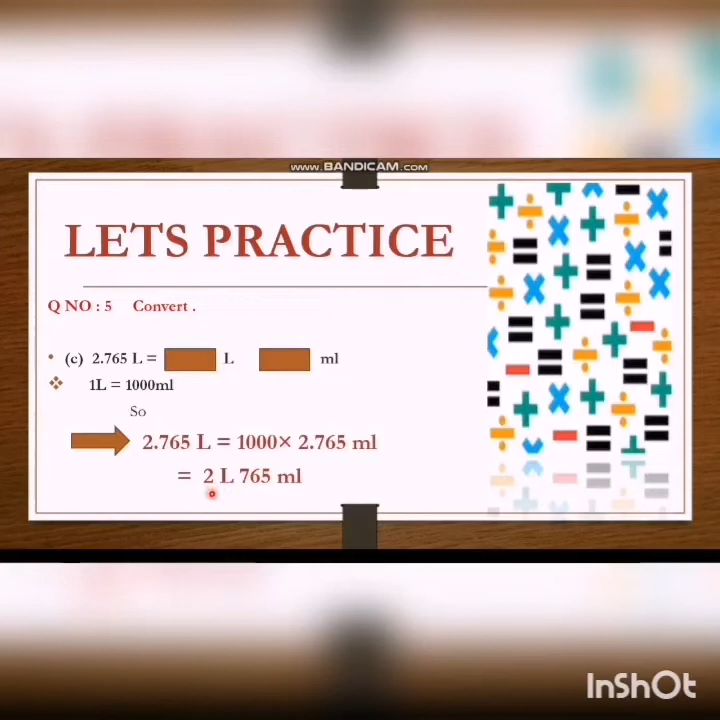 www.BANDICAM.com
LETS PRACTICE
Q NO : 5 Convert .
• (c) 2.765 L = L ml
❖ 1L = 1000ml
So
2.765 L = 1000× 2.765 ml
= 2 L 765 ml
InShOt